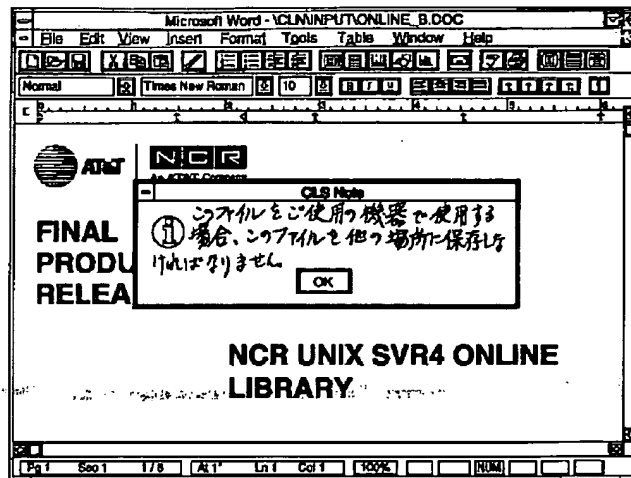 Microsoft Word - \CLN\INPUT\ONLINE_B.DOC
File Edit View Insert Format Tools Table Window Help
Normal Times New Roman 10 B I U
AT&T NCR
An AT&T Company
CLS Note
このファイルをご使用の機器で使用する
場合、このファイルを他の場所に保存しな
ければなりません
OK
FINAL
PRODU
RELEA
NCR UNIX SVR4 ONLINE
LIBRARY
Pg 1 Sec 1 1/8 At 1" Ln 1 Col 1 100% NUM